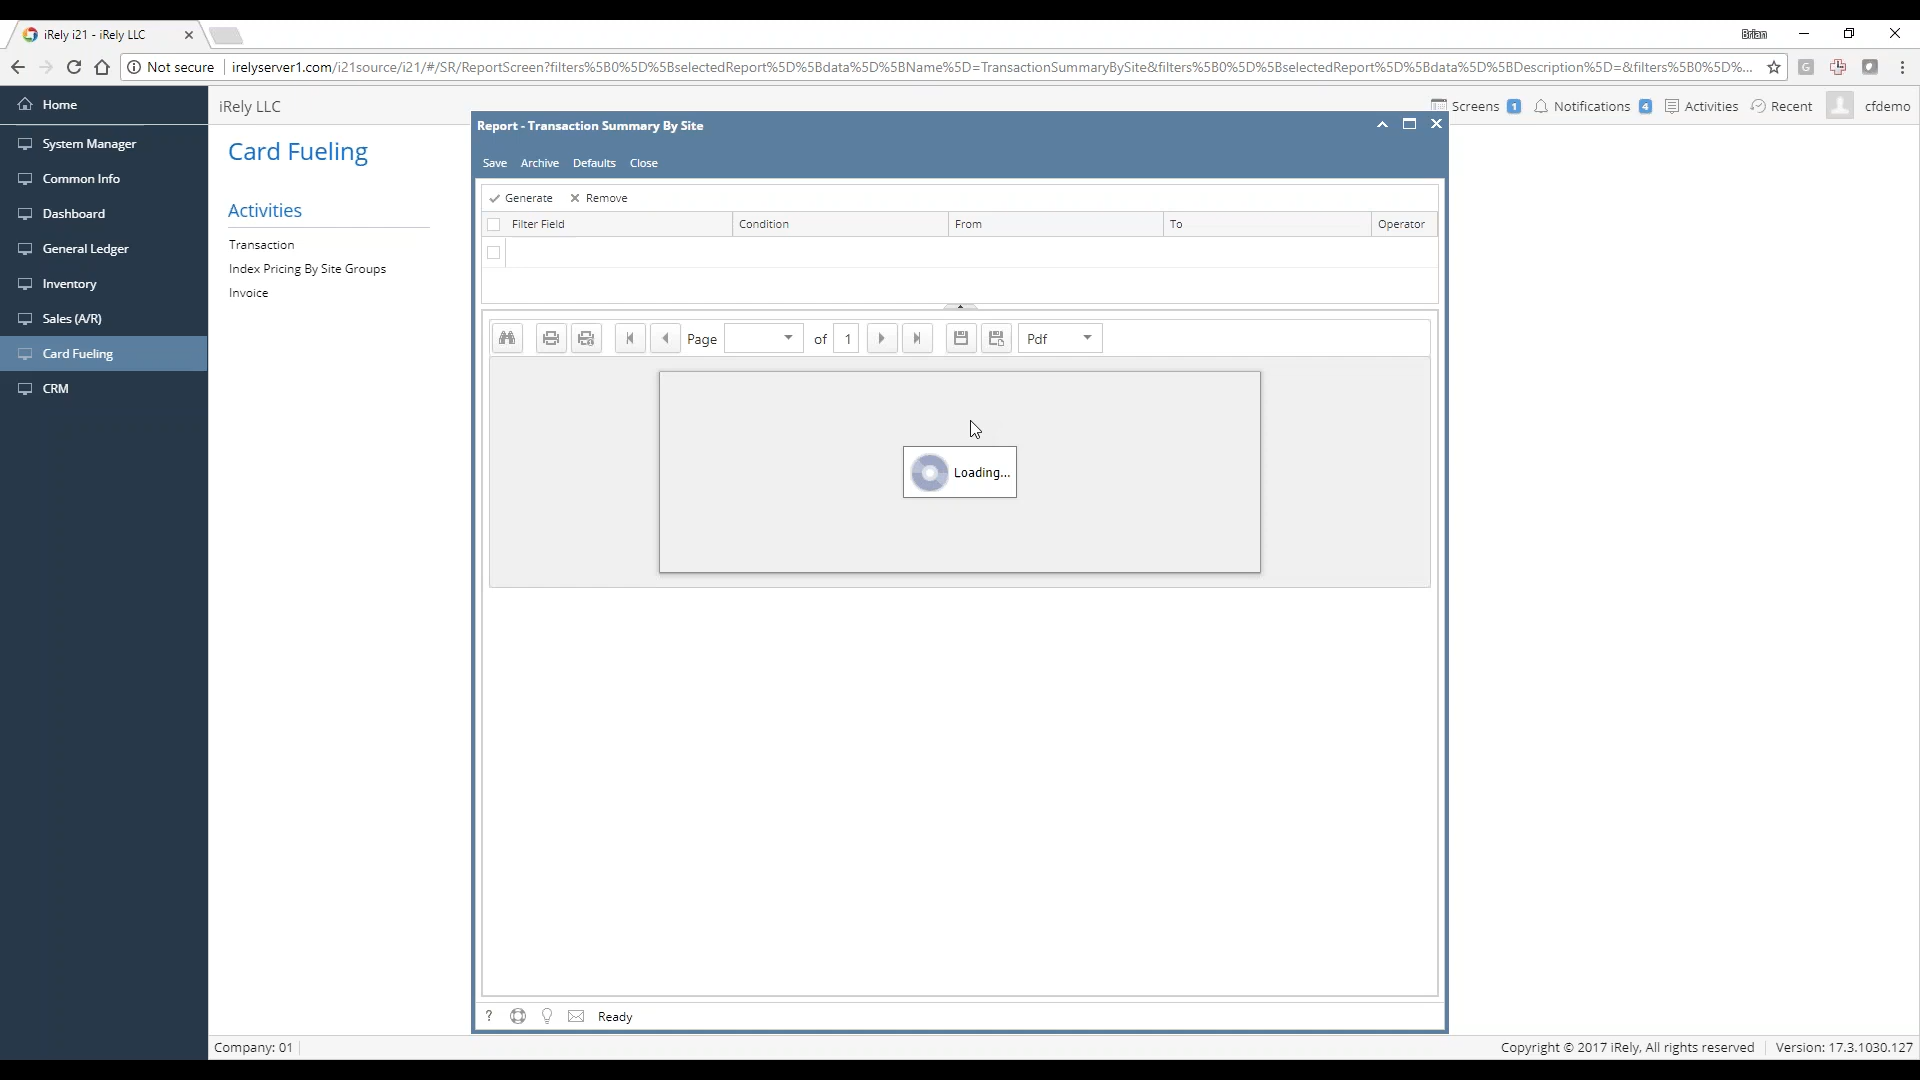 iRely i21 - iRely LLC
Brian
Not secure irelyserver1.com/i21source/i21/#/SR/ReportScreen?filters%5B0%5D%5BselectedReport%5D%5Bdata%5D%5BName%5D=TransactionSummaryBySite&filters%5B0%5D%5BselectedReport%5D%5Bdata%5D%5BDescription%5D=&filters%5B0%5D%...
Home
iRely LLC
Screens 1 Notifications 4 Activities Recent cfdemo
System Manager
Common Info
Dashboard
General Ledger
Inventory
Sales (A/R)
Card Fueling
CRM
Card Fueling
Activities
Transaction
Index Pricing By Site Groups
Invoice
Report - Transaction Summary By Site
Save Archive Defaults Close
Generate Remove
Filter Field Condition From To Operator
Page of 1 Pdf
Loading...
? Ready
Company: 01
Copyright © 2017 iRely, All rights reserved Version: 17.3.1030.127